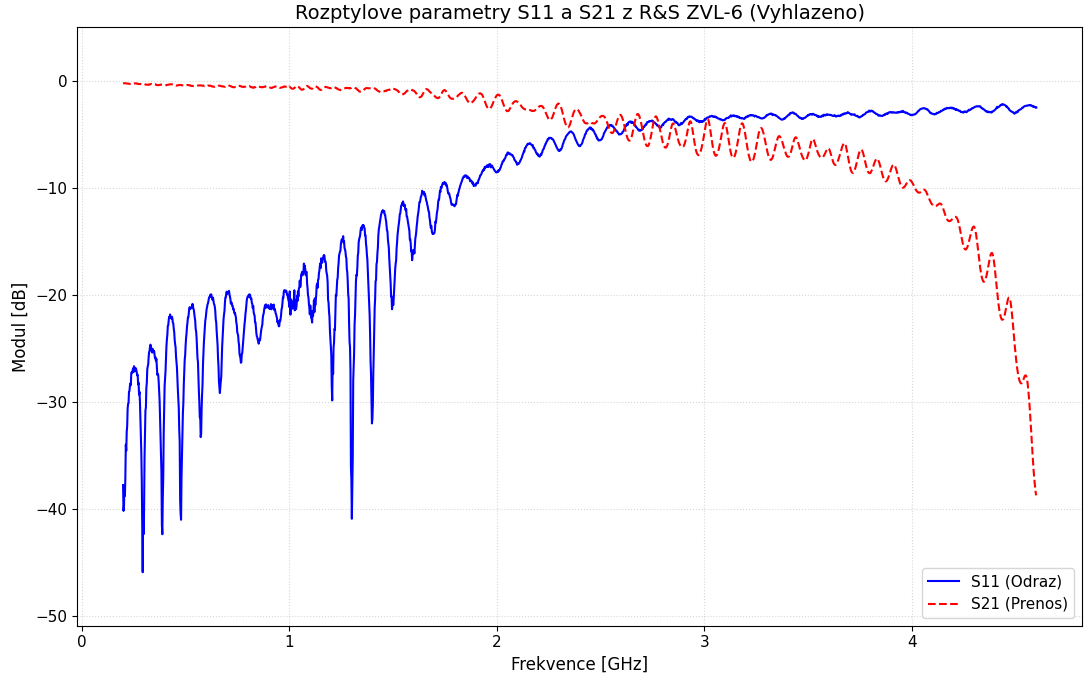 Rozptylove parametry S11 a S21 z R&S ZVL-6 (Vyhlazeno)
Modul [dB]
0
−10
−20
−30
−40
−50
0 1 2 3 4
Frekvence [GHz]
S11 (Odraz)
S21 (Prenos)